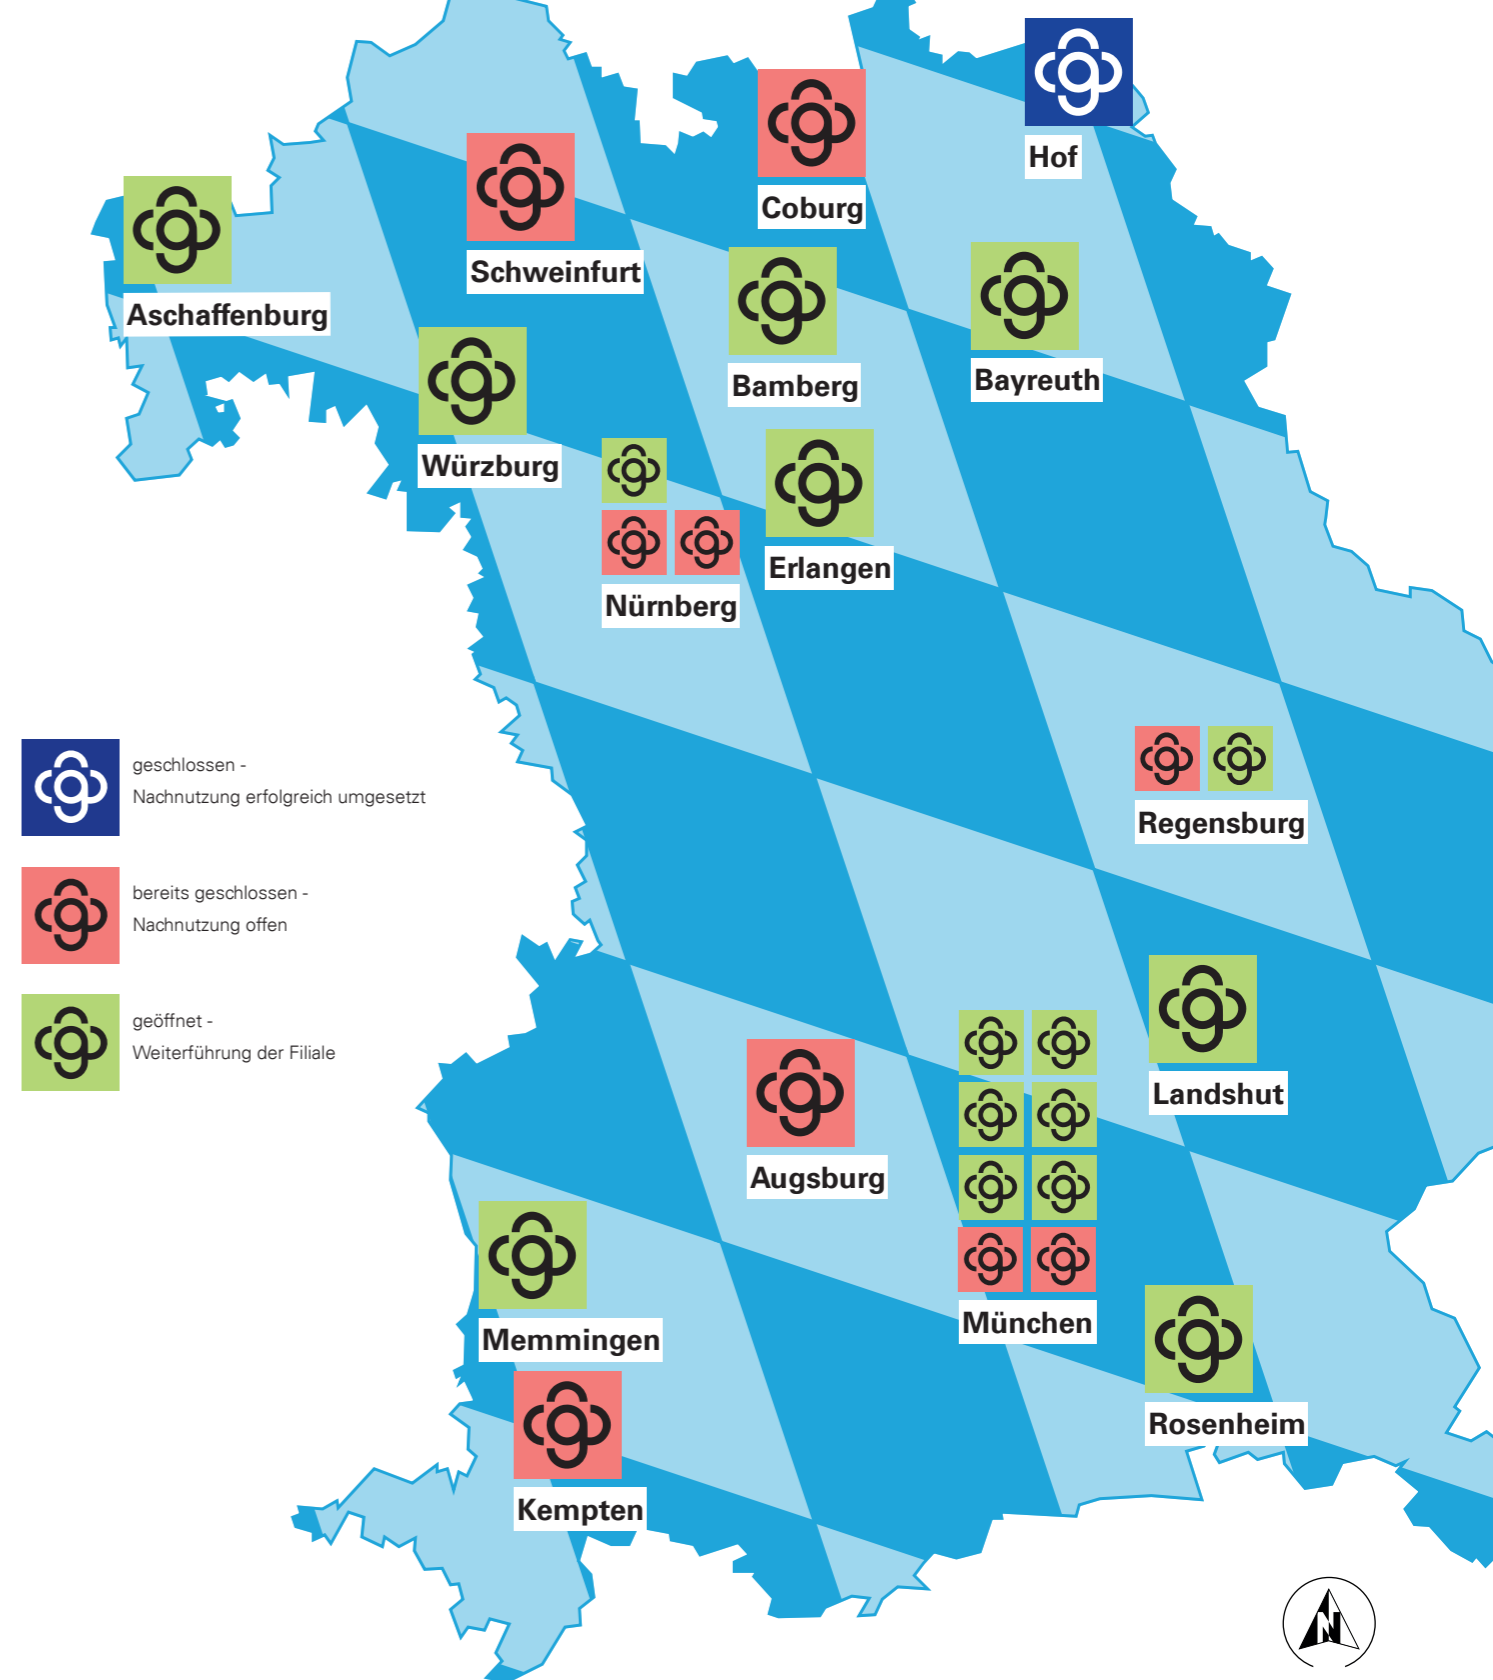 Hof
Coburg
Schweinfurt
Aschaffenburg
Bamberg
Bayreuth
Würzburg
Erlangen
Nürnberg
geschlossen -
Nachnutzung erfolgreich umgesetzt
bereits geschlossen -
Nachnutzung offen
geöffnet -
Weiterführung der Filiale
Regensburg
Landshut
Augsburg
München
Memmingen
Rosenheim
Kempten
N